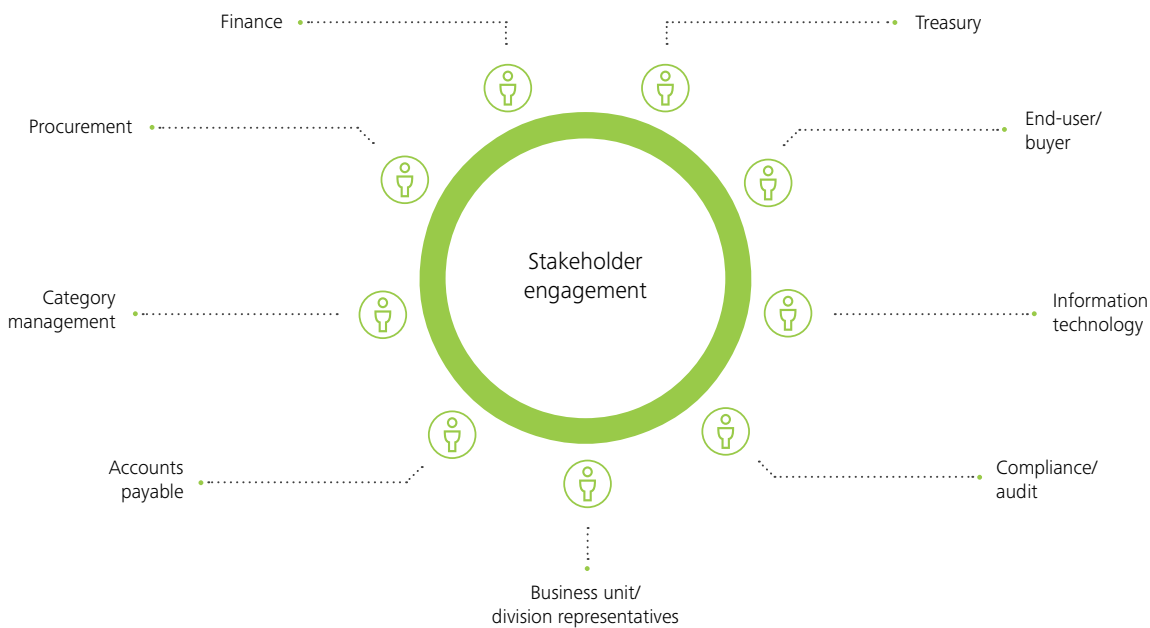 Finance
Treasury
Procurement
End-user/
buyer
Stakeholder
engagement
Category
management
Information
technology
Accounts
payable
Compliance/
audit
Business unit/
division representatives